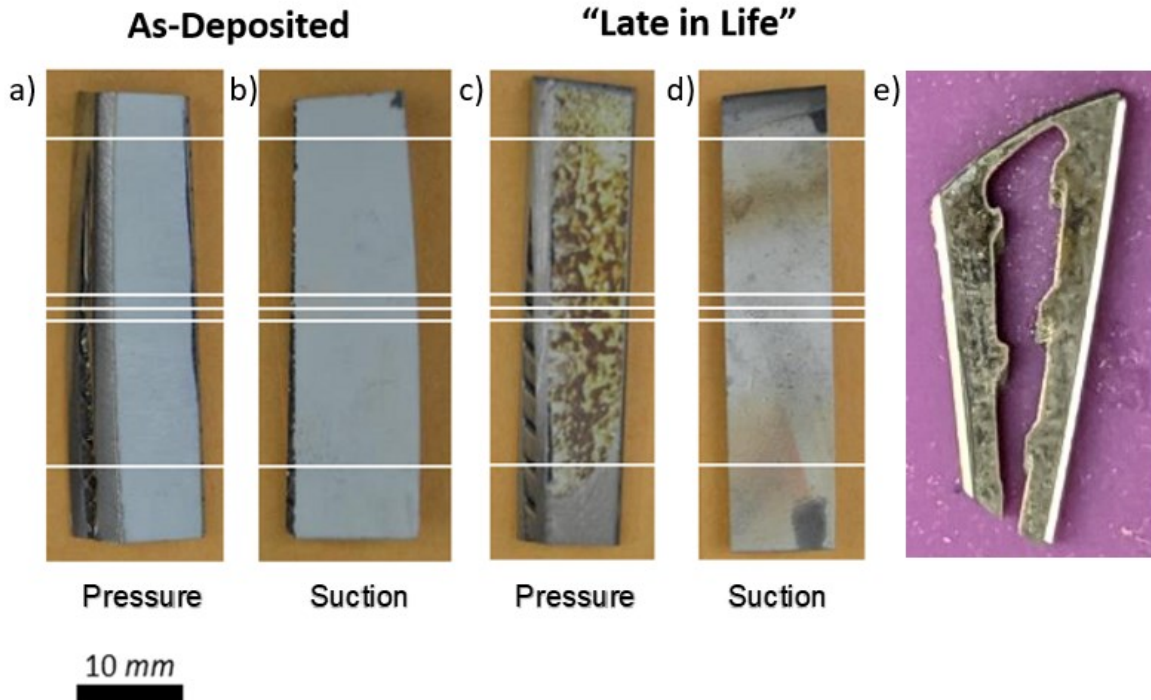 As-Deposited
“Late in Life”
a)
b)
c)
d)
e)
Pressure
Suction
Pressure
Suction
10 mm